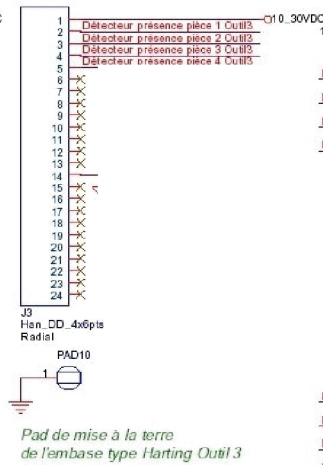 1 10_30VDC
2 Détecteur présence pièce 1 Outil3
3 Détecteur présence pièce 2 Outil3
4 Détecteur présence pièce 3 Outil3
5 Détecteur présence pièce 4 Outil3
6
7
8
9
10
11
12
13
14
15
16
17
18
19
20
21
22
23
24
J3
Han_DD_4x6pts
Radial
PAD10
1
Pad de mise à la terre
de l'embase type Harting Outil 3